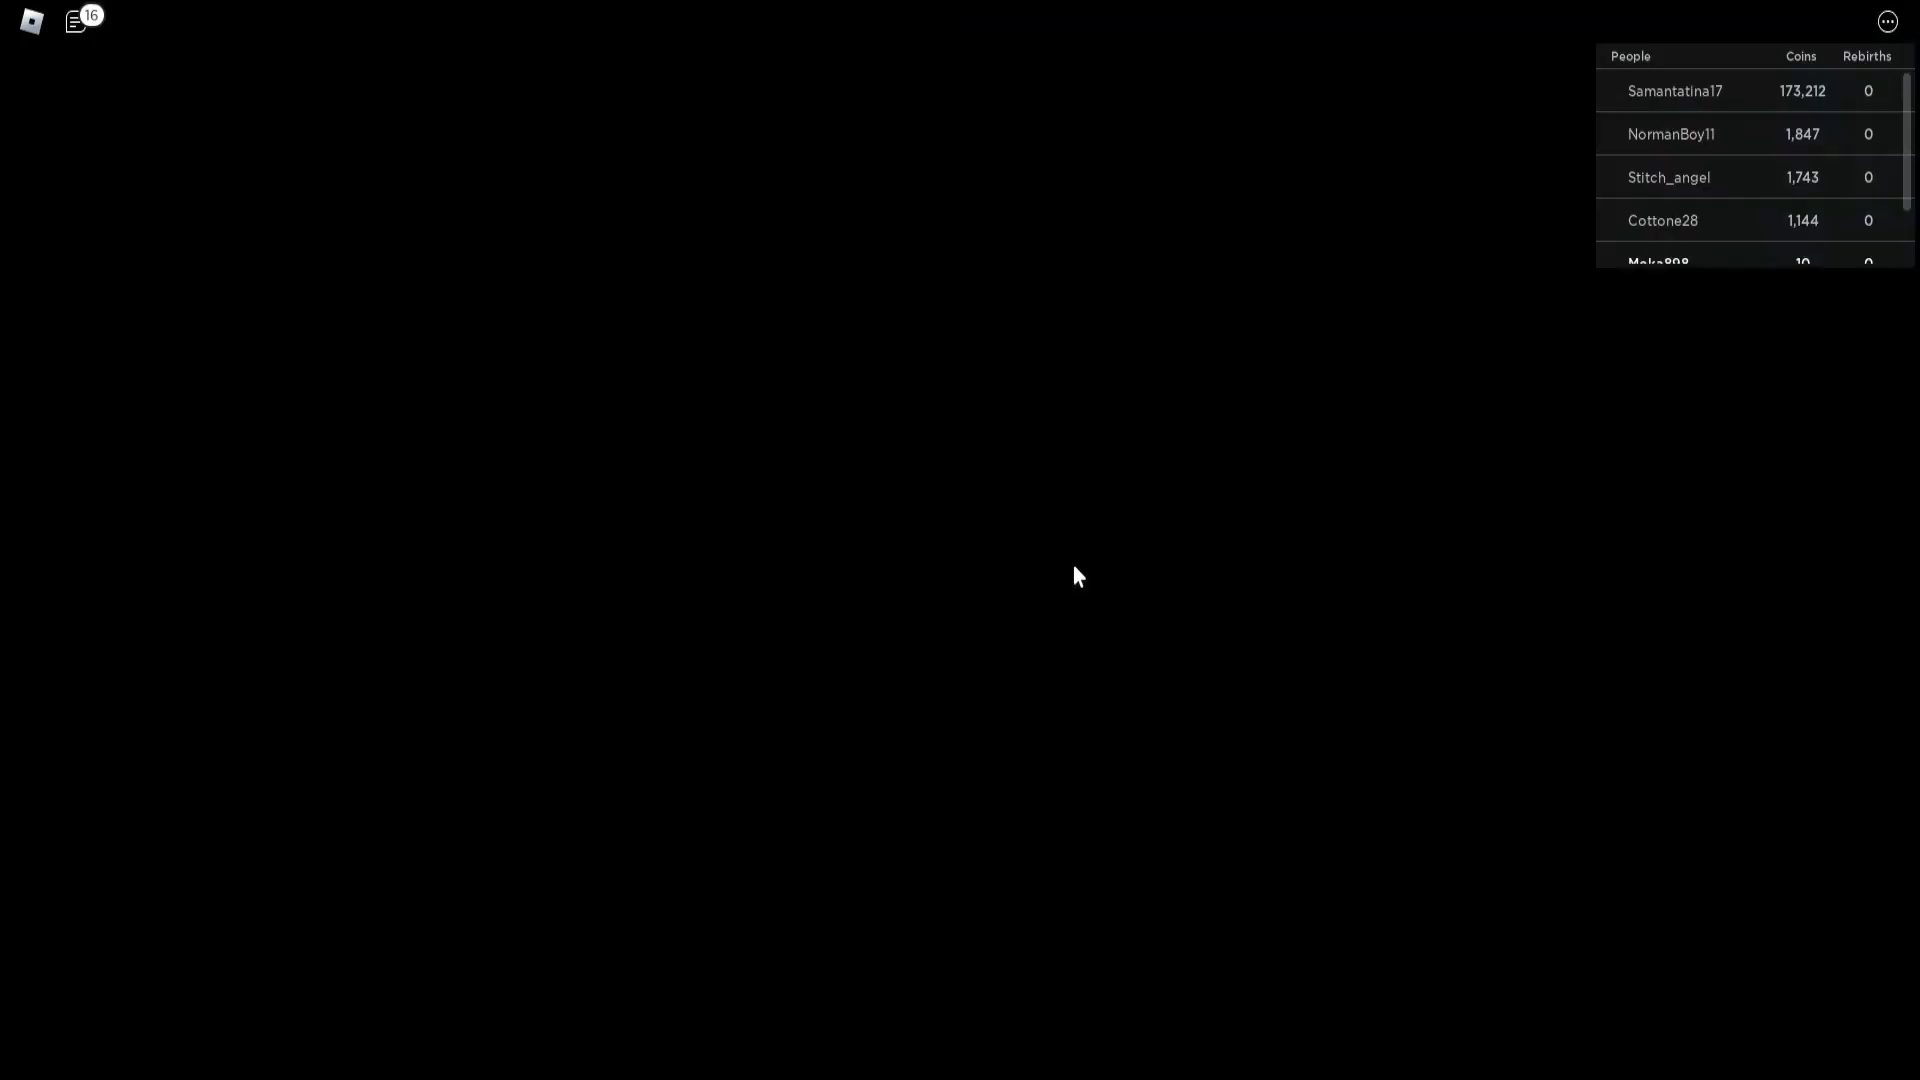 16
People Coins Rebirths
Samantatina17 173,212 0
NormanBoy11 1,847 0
Stitch_angel 1,743 0
Cottone28 1,144 0